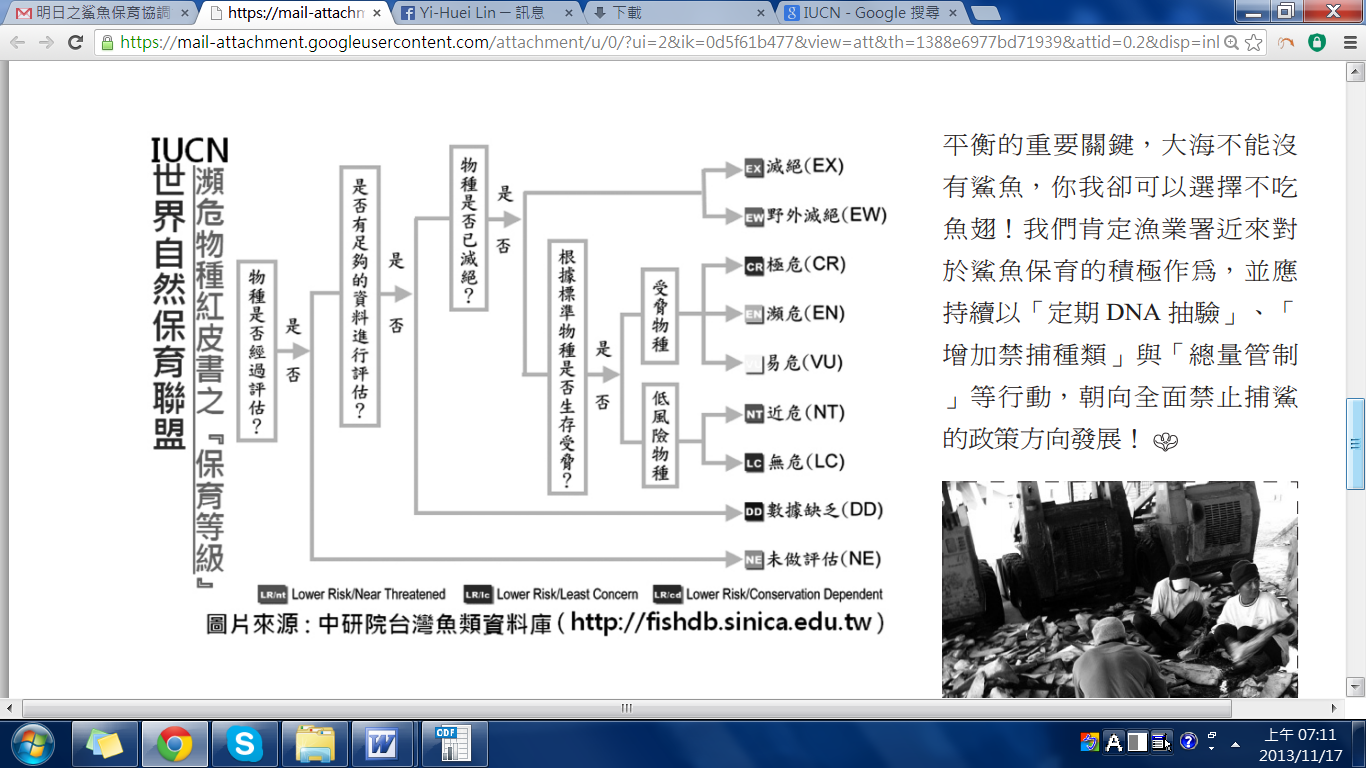 明日之鯊魚保育協調
https://mail-attachm
Yi-Huei Lin － 訊息
下載
IUCN - Google 搜尋
https://mail-attachment.googleusercontent.com/attachment/u/0/?ui=2&ik=0d5f61b477&view=att&th=1388e6977bd71939&attid=0.2&disp=inl
IUCN
世界自然保育聯盟
瀕危物種紅皮書之『保育等級』
物種是否經過評估？
是
否
是否有足夠的資料進行評估？
是
否
物種是否已滅絕？
是
否
根據標準物種是否生存受脅？
是
否
受脅物種
低風險物種
EX 滅絕(EX)
EW 野外滅絕(EW)
CR 極危(CR)
EN 瀕危(EN)
易危(VU)
NT 近危(NT)
LC 無危(LC)
DD 數據缺乏(DD)
NE 未做評估(NE)
LR/nt Lower Risk/Near Threatened LR/lc Lower Risk/Least Concern LR/cd Lower Risk/Conservation Dependent
圖片來源 : 中研院台灣魚類資料庫 ( http://fishdb.sinica.edu.tw )
平衡的重要關鍵，大海不能沒
有鯊魚，你我卻可以選擇不吃
魚翅！我們肯定漁業署近來對
於鯊魚保育的積極作為，並應
持續以「定期 DNA 抽驗」、「
增加禁捕種類」與「總量管制
」等行動，朝向全面禁止捕鯊
的政策方向發展！
ODF
上午 07:11
2013/11/17